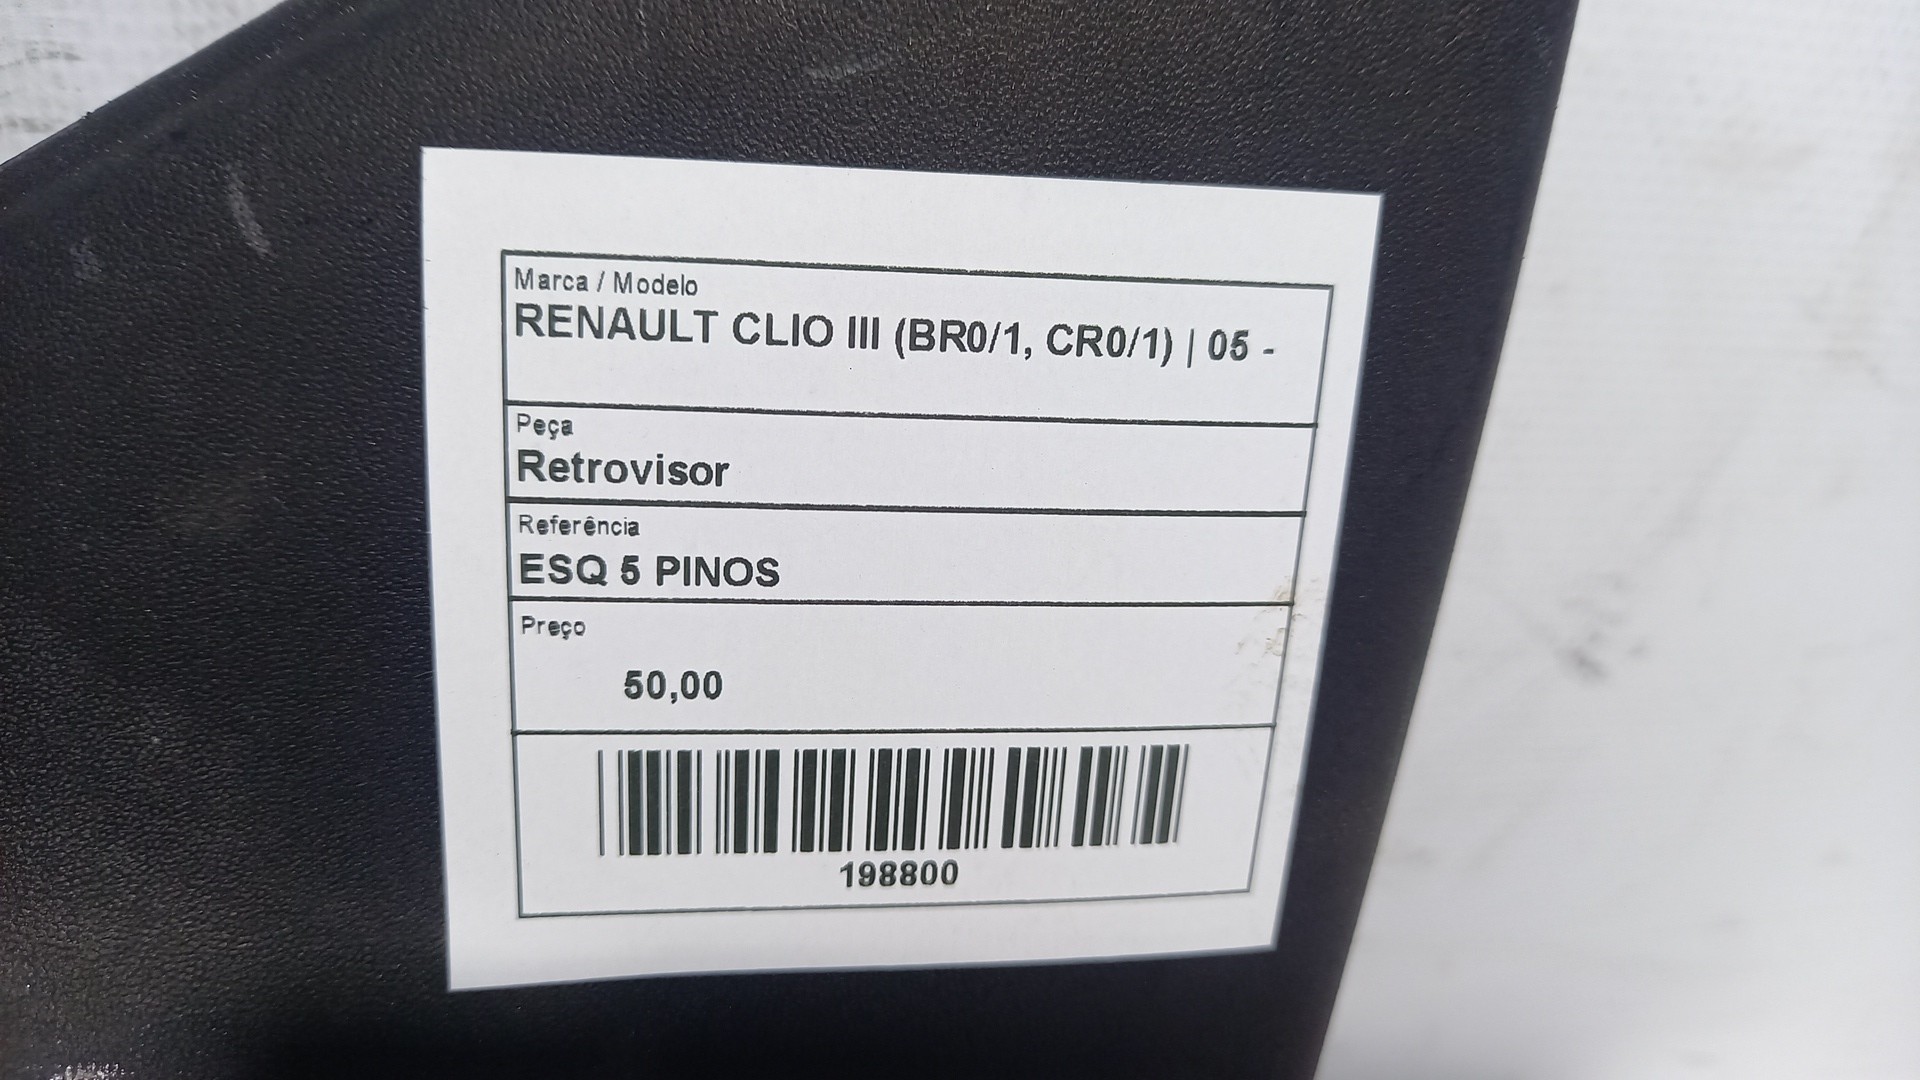 Marca / Modelo
RENAULT CLIO III (BR0/1, CR0/1) | 05 -
Peça
Retrovisor
Referência
ESQ 5 PINOS
Preço
50,00
198800